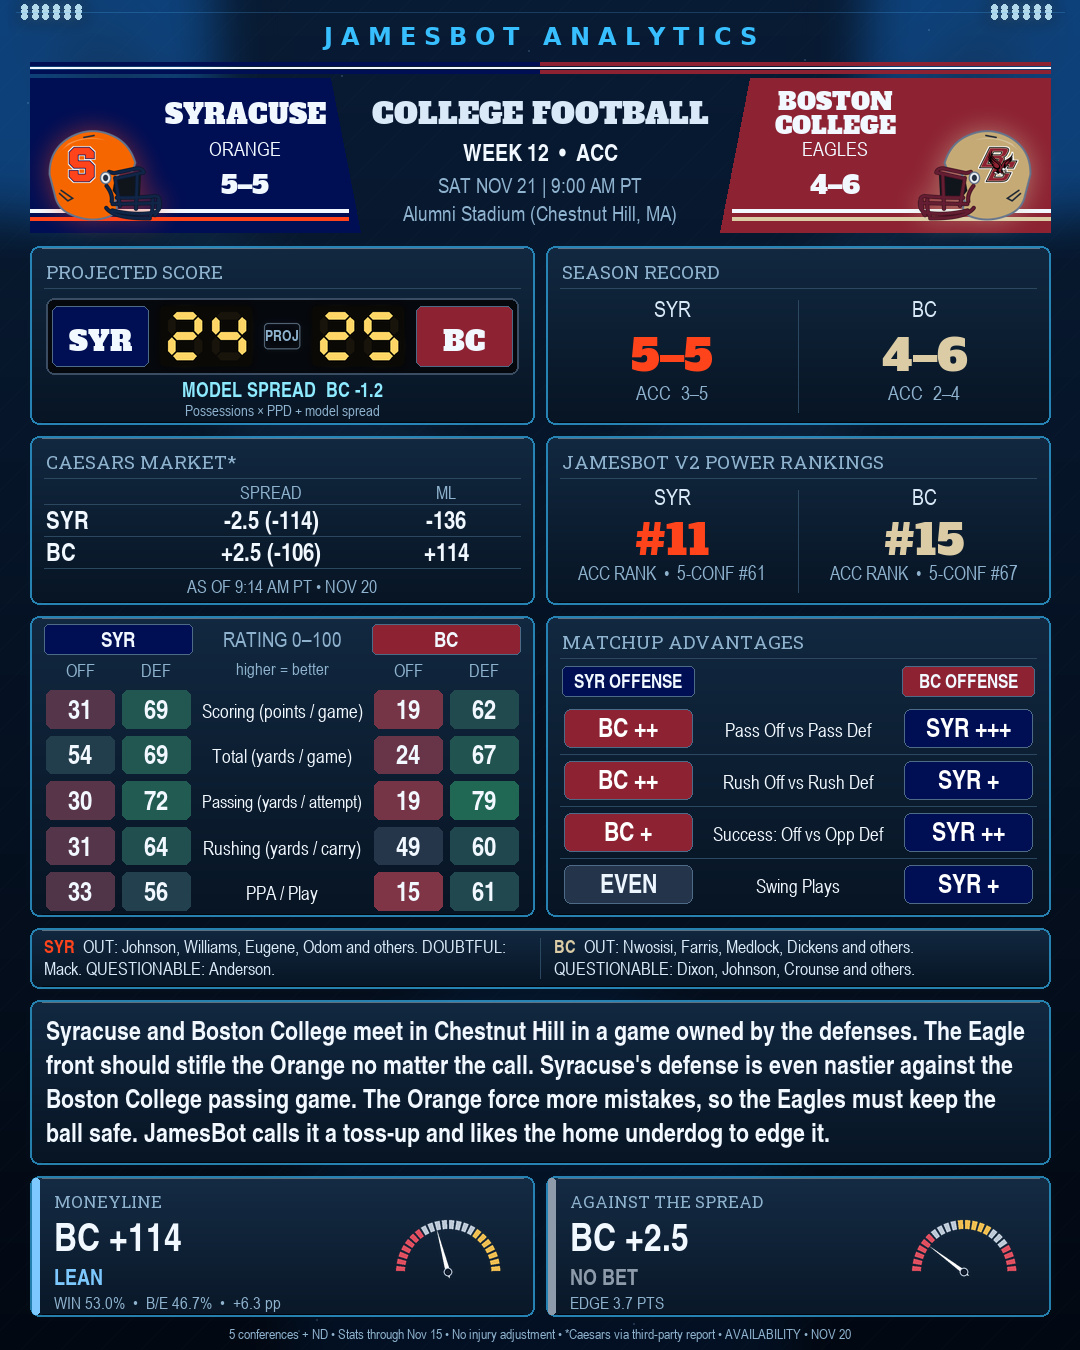 JAMESBOT ANALYTICS
SYRACUSE
ORANGE
5–5
COLLEGE FOOTBALL
WEEK 12 • ACC
SAT NOV 21 | 9:00 AM PT
Alumni Stadium (Chestnut Hill, MA)
BOSTON
COLLEGE
EAGLES
4–6
S
BC
PROJECTED SCORE
SYR 24 PROJ 25 BC
MODEL SPREAD BC -1.2
Possessions × PPD + model spread
SEASON RECORD
SYR BC
5–5 4–6
ACC 3–5 ACC 2–4
CAESARS MARKET*
SPREAD ML
SYR -2.5 (-114) -136
BC +2.5 (-106) +114
AS OF 9:14 AM PT • NOV 20
JAMESBOT V2 POWER RANKINGS
SYR BC
#11 #15
ACC RANK • 5-CONF #61 ACC RANK • 5-CONF #67
SYR RATING 0–100 BC
OFF DEF higher = better OFF DEF
31 69 Scoring (points / game) 19 62
54 69 Total (yards / game) 24 67
30 72 Passing (yards / attempt) 19 79
31 64 Rushing (yards / carry) 49 60
33 56 PPA / Play 15 61
MATCHUP ADVANTAGES
SYR OFFENSE BC OFFENSE
BC ++ Pass Off vs Pass Def SYR +++
BC ++ Rush Off vs Rush Def SYR +
BC + Success: Off vs Opp Def SYR ++
EVEN Swing Plays SYR +
SYR OUT: Johnson, Williams, Eugene, Odom and others. DOUBTFUL:
Mack. QUESTIONABLE: Anderson.
BC OUT: Nwosisi, Farris, Medlock, Dickens and others.
QUESTIONABLE: Dixon, Johnson, Crounse and others.
Syracuse and Boston College meet in Chestnut Hill in a game owned by the defenses. The Eagle
front should stifle the Orange no matter the call. Syracuse's defense is even nastier against the
Boston College passing game. The Orange force more mistakes, so the Eagles must keep the
ball safe. JamesBot calls it a toss-up and likes the home underdog to edge it.
MONEYLINE
BC +114
LEAN
WIN 53.0% • B/E 46.7% • +6.3 pp
AGAINST THE SPREAD
BC +2.5
NO BET
EDGE 3.7 PTS
5 conferences + ND • Stats through Nov 15 • No injury adjustment • *Caesars via third-party report • AVAILABILITY • NOV 20